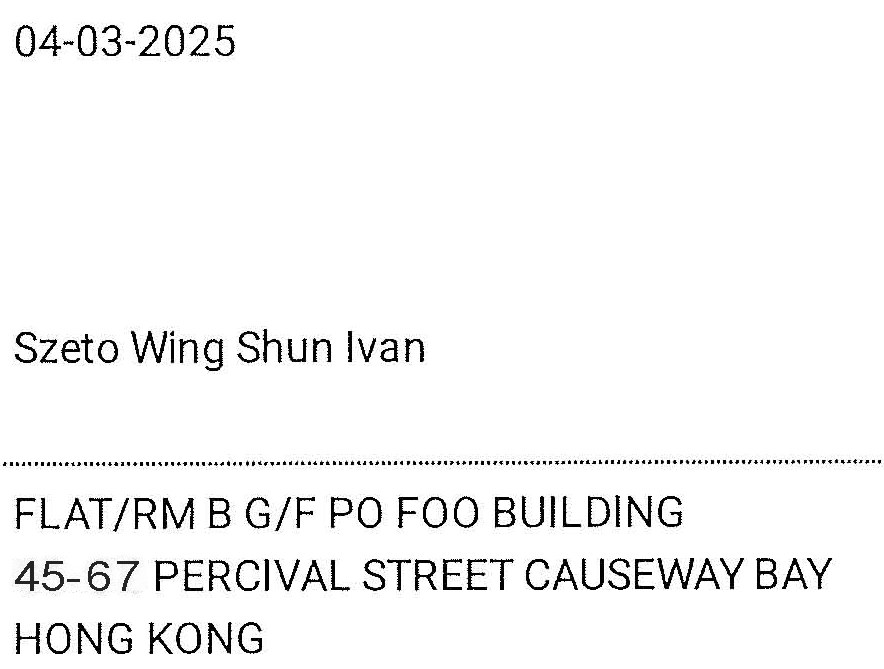 04-03-2025
Szeto Wing Shun Ivan
FLAT/RM B G/F PO FOO BUILDING
45-67 PERCIVAL STREET CAUSEWAY BAY
HONG KONG